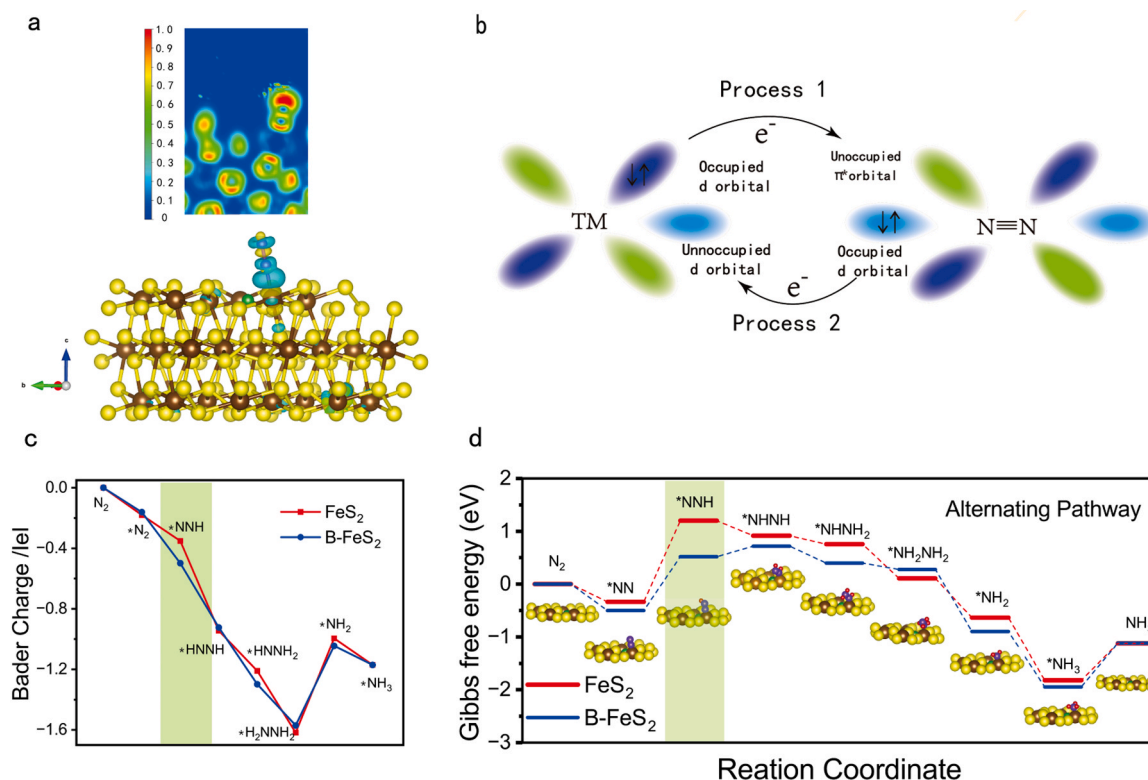 a
1.0
0.9
0.8
0.7
0.6
0.5
0.4
0.3
0.2
0.1
0
c
b
b
Process 1
e-
Occupied
d orbital
Unoccupied
π*orbital
TM
N≡N
Unnoccupied
d orbital
Occupied
d orbital
e-
Process 2
c
Bader Charge /lel
0.0
−0.4
−0.8
−1.2
−1.6
N2
*N2
*NNH
*HNNH
*HNNH2
*H2NNH2
*NH2
*NH3
FeS2
B-FeS2
d
Gibbs free energy (eV)
2
1
0
−1
−2
−3
Alternating Pathway
N2
*NN
*NNH
*NHNH
*NHNH2
*NH2NH2
*NH2
*NH3
NH
FeS2
B-FeS2
Reation Coordinate